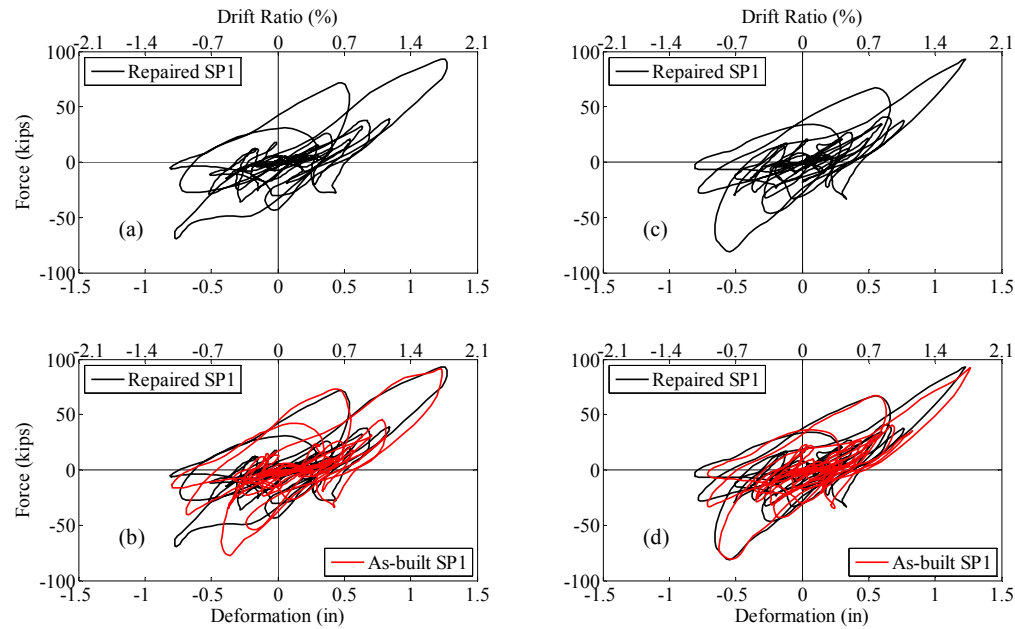 Drift Ratio (%)
-2.1 -1.4 -0.7 0 0.7 1.4 2.1
100
50
0
-50
-100
Force (kips)
Repaired SP1
(a)
-1.5 -1 -0.5 0 0.5 1 1.5
Drift Ratio (%)
-2.1 -1.4 -0.7 0 0.7 1.4 2.1
100
50
0
-50
-100
Repaired SP1
(c)
-1.5 -1 -0.5 0 0.5 1 1.5
-2.1 -1.4 -0.7 0 0.7 1.4 2.1
100
50
0
-50
-100
Force (kips)
Repaired SP1
(b)
As-built SP1
-1.5 -1 -0.5 0 0.5 1 1.5
Deformation (in)
-2.1 -1.4 -0.7 0 0.7 1.4 2.1
100
50
0
-50
-100
Repaired SP1
(d)
As-built SP1
-1.5 -1 -0.5 0 0.5 1 1.5
Deformation (in)